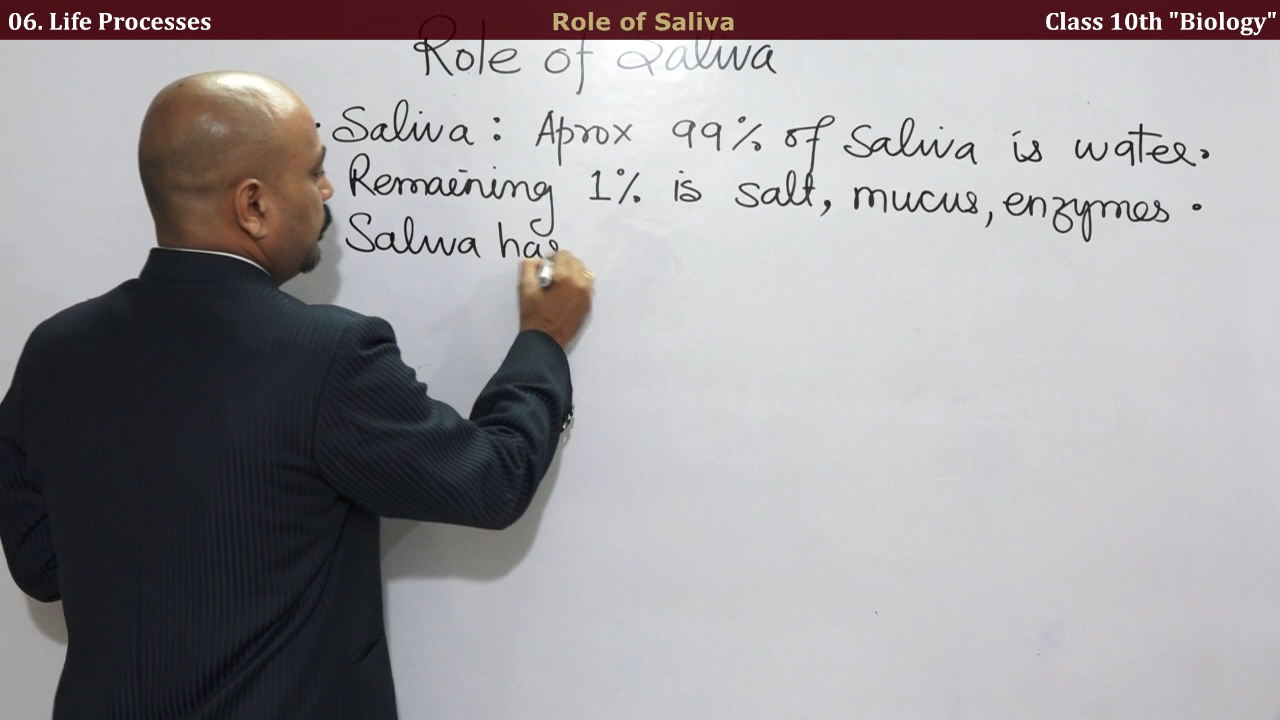 06. Life Processes
Role of Saliva
Class 10th "Biology"
Role of Saliva
Saliva: Aprox 99% of Saliva is water.
Remaining 1% is salt, mucus, enzymes.
Saliva has